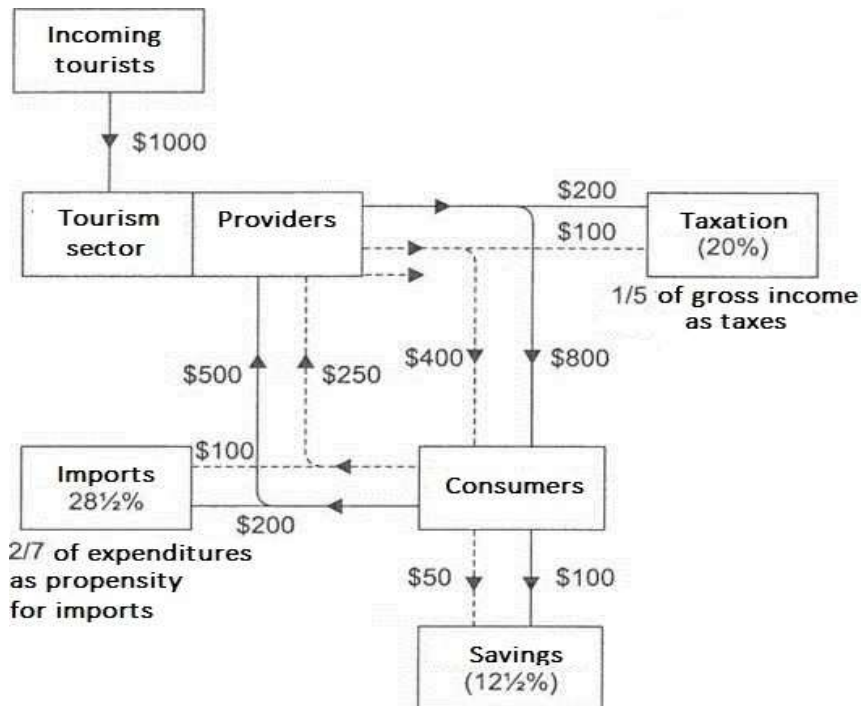 Incoming
tourists
$1000
Tourism
sector
Providers
$200
$100
Taxation
(20%)
1/5 of gross income
as taxes
$500
$250
$400
$800
$100
Imports
28½%
$200
2/7 of expenditures
as propensity
for imports
Consumers
$50
$100
Savings
(12½%)